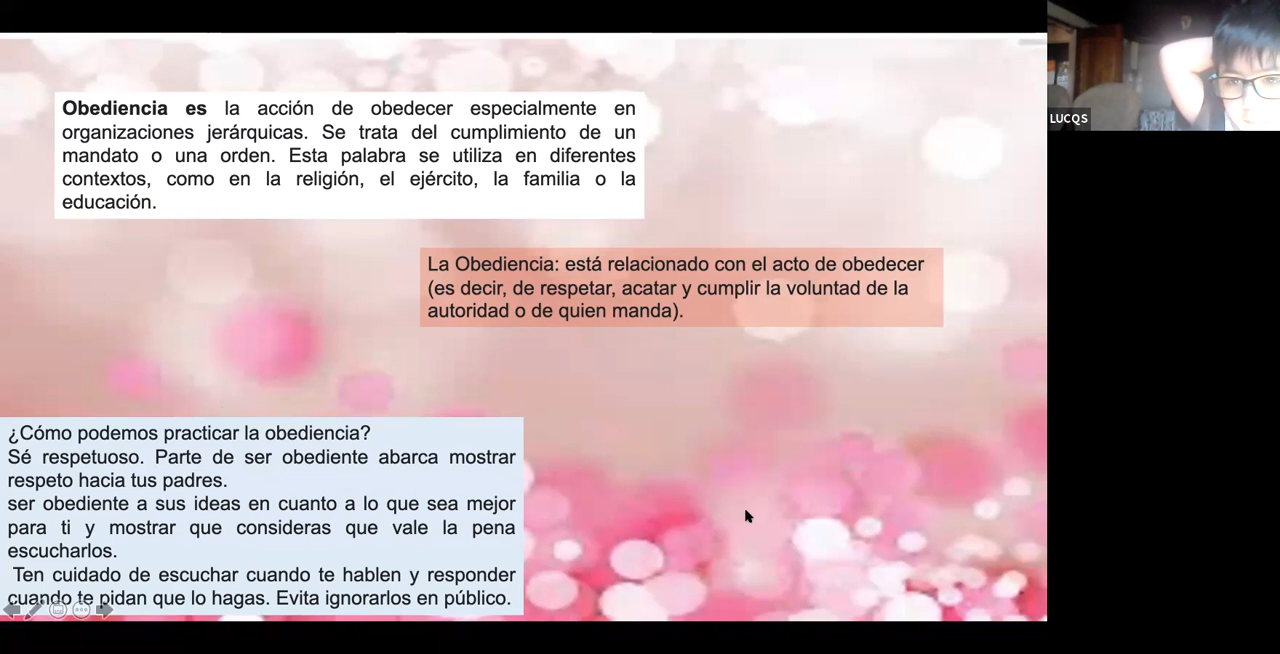 Obediencia es la acción de obedecer especialmente en
organizaciones jerárquicas. Se trata del cumplimiento de un
mandato o una orden. Esta palabra se utiliza en diferentes
contextos, como en la religión, el ejército, la familia o la
educación.
La Obediencia: está relacionado con el acto de obedecer
(es decir, de respetar, acatar y cumplir la voluntad de la
autoridad o de quien manda).
¿Cómo podemos practicar la obediencia?
Sé respetuoso. Parte de ser obediente abarca mostrar
respeto hacia tus padres.
ser obediente a sus ideas en cuanto a lo que sea mejor
para ti y mostrar que consideras que vale la pena
escucharlos.
Ten cuidado de escuchar cuando te hablen y responder
cuando te pidan que lo hagas. Evita ignorarlos en público.
LUCQS